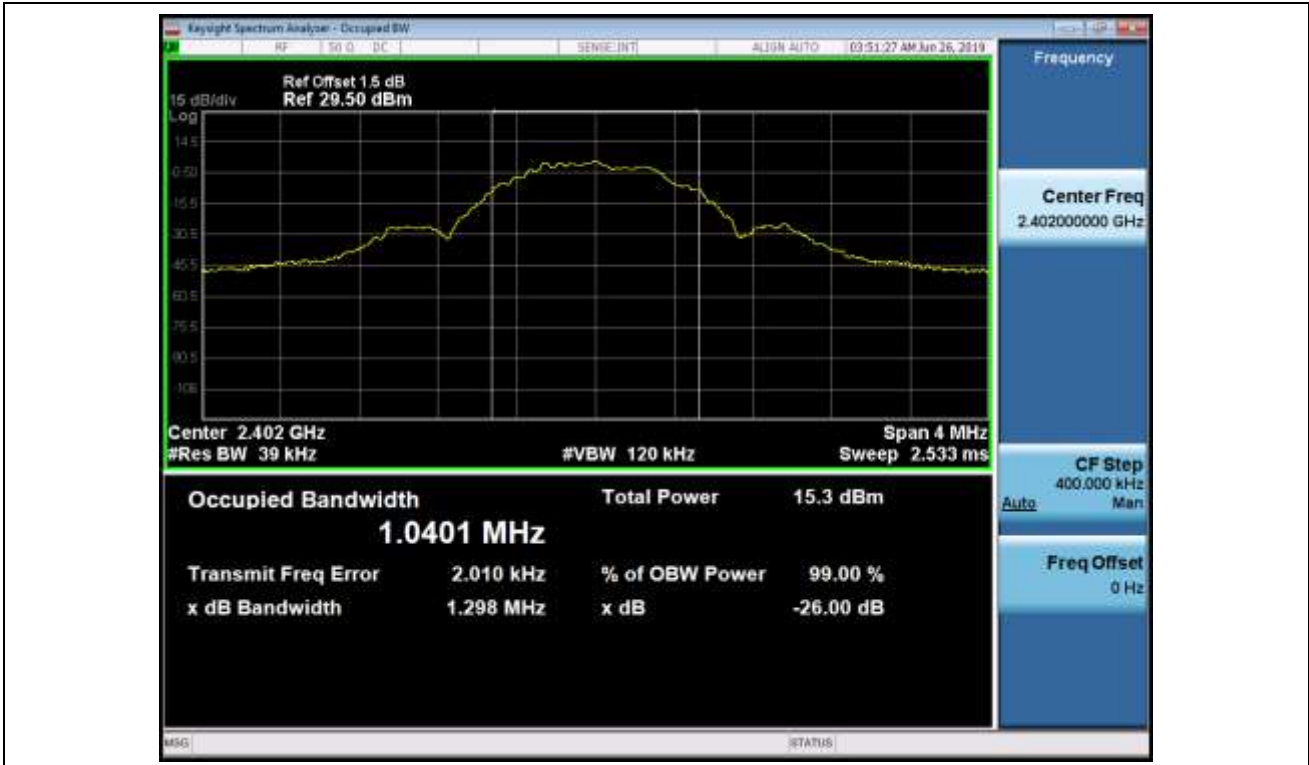 Keysight Spectrum Analyzer - Occupied BW
RF 50 Ω DC SENSE:INT ALIGN AUTO 03:51:27 AM Jun 26, 2019
Frequency
Ref Offset 1.5 dB
15 dB/div Ref 29.50 dBm
Log
14.5
-0.50
-15.5
-30.5
-45.5
-60.5
-75.5
-90.5
-106
Center Freq
2.402000000 GHz
Center 2.402 GHz Span 4 MHz
#Res BW 39 kHz #VBW 120 kHz Sweep 2.533 ms
CF Step
400.000 kHz
Auto Man
Occupied Bandwidth Total Power 15.3 dBm
1.0401 MHz
Transmit Freq Error 2.010 kHz % of OBW Power 99.00 %
x dB Bandwidth 1.298 MHz x dB -26.00 dB
Freq Offset
0 Hz
MSG STATUS